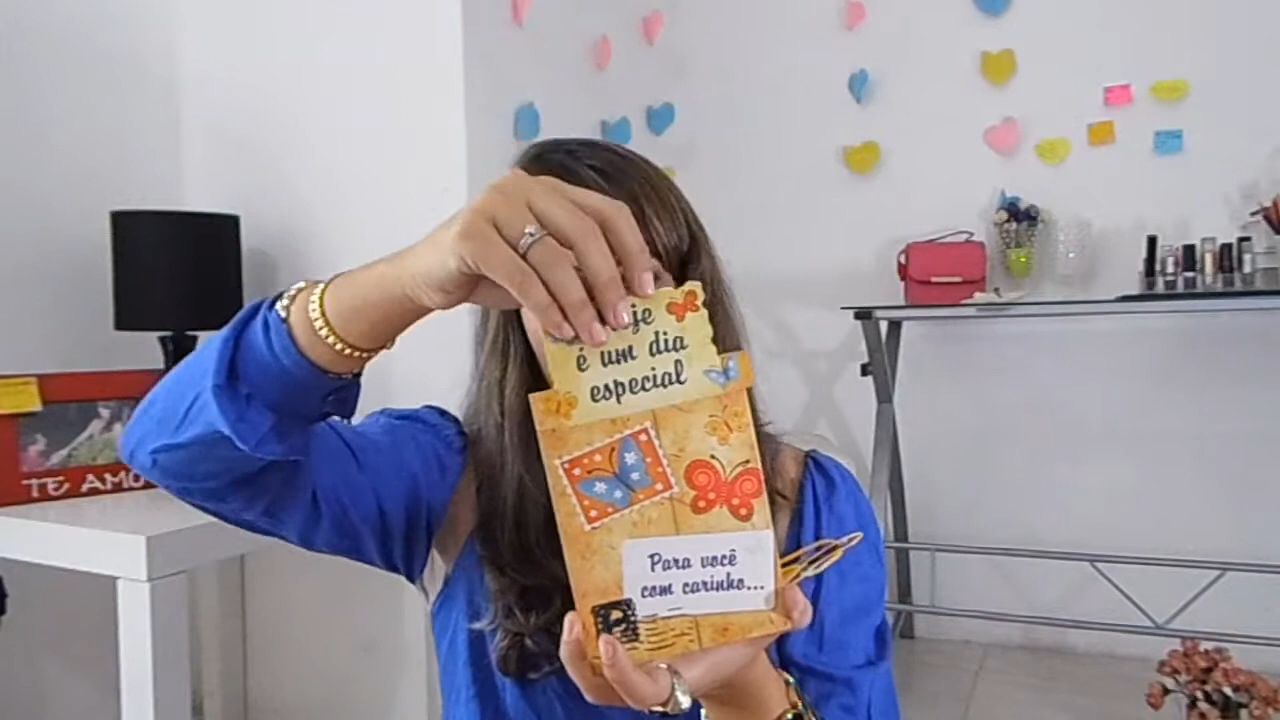 é um dia
especial
Para você
com carinho...
TE AMO